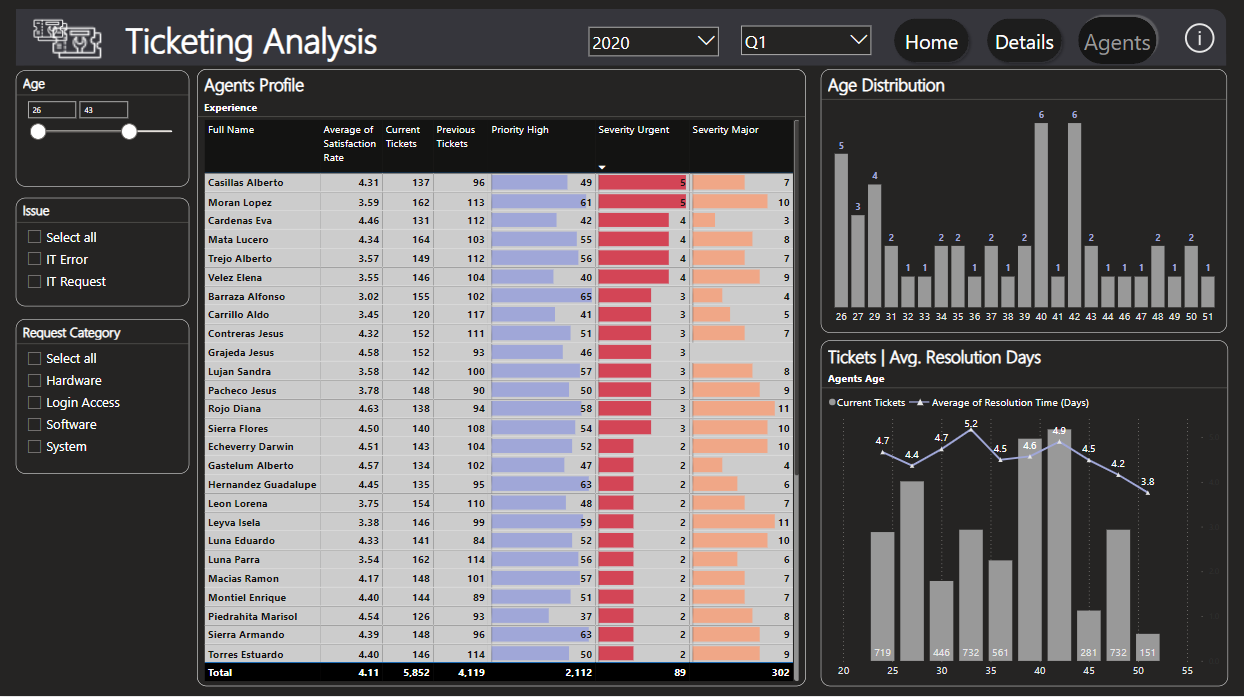 Ticketing Analysis
2020
Q1
Home
Details
Agents
i
Age
26 43
Issue
Select all
IT Error
IT Request
Request Category
Select all
Hardware
Login Access
Software
System
Agents Profile
Experience
Full Name Average of Satisfaction Rate Current Tickets Previous Tickets Priority High Severity Urgent Severity Major
Casillas Alberto 4.31 137 96 49 5 7
Moran Lopez 3.59 162 113 61 5 10
Cardenas Eva 4.46 131 112 42 4 3
Mata Lucero 4.34 164 103 55 4 8
Trejo Alberto 3.57 149 112 56 4 7
Velez Elena 3.55 146 104 40 4 9
Barraza Alfonso 3.02 155 102 65 3 4
Carrillo Aldo 3.45 120 117 41 3 5
Contreras Jesus 4.32 152 111 51 3 7
Grajeda Jesus 4.58 152 93 46 3
Lujan Sandra 3.58 142 100 57 3 8
Pacheco Jesus 3.78 148 90 50 3 9
Rojo Diana 4.63 138 94 58 3 11
Sierra Flores 4.50 140 108 54 3 10
Echeverry Darwin 4.51 143 104 52 2 10
Gastelum Alberto 4.57 134 102 47 2 4
Hernandez Guadalupe 4.45 135 95 63 2 6
Leon Lorena 3.75 154 110 48 2 7
Leyva Isela 3.38 146 99 59 2 11
Luna Eduardo 4.33 141 84 52 2 10
Luna Parra 3.54 162 114 56 2 6
Macias Ramon 4.17 148 101 57 2 7
Montiel Enrique 4.40 144 89 51 2 7
Piedrahita Marisol 4.54 126 93 37 2 8
Sierra Armando 4.39 148 96 63 2 9
Torres Estuardo 4.40 146 114 50 2 9
Total 4.11 5,852 4,119 2,112 89 302
Age Distribution
5 3 4 2 1 1 2 2 1 2 1 2 6 1 6 2 1 1 1 2 1 2 1
26 27 29 31 32 33 34 35 36 37 38 39 40 41 42 43 44 46 47 48 49 50 51
Tickets | Avg. Resolution Days
Agents Age
Current Tickets Average of Resolution Time (Days)
4.7 4.4 4.7 5.2 4.5 4.6 4.9 4.5 4.2 3.8
719 446 732 561 281 732 151
20 25 30 35 40 45 50 55